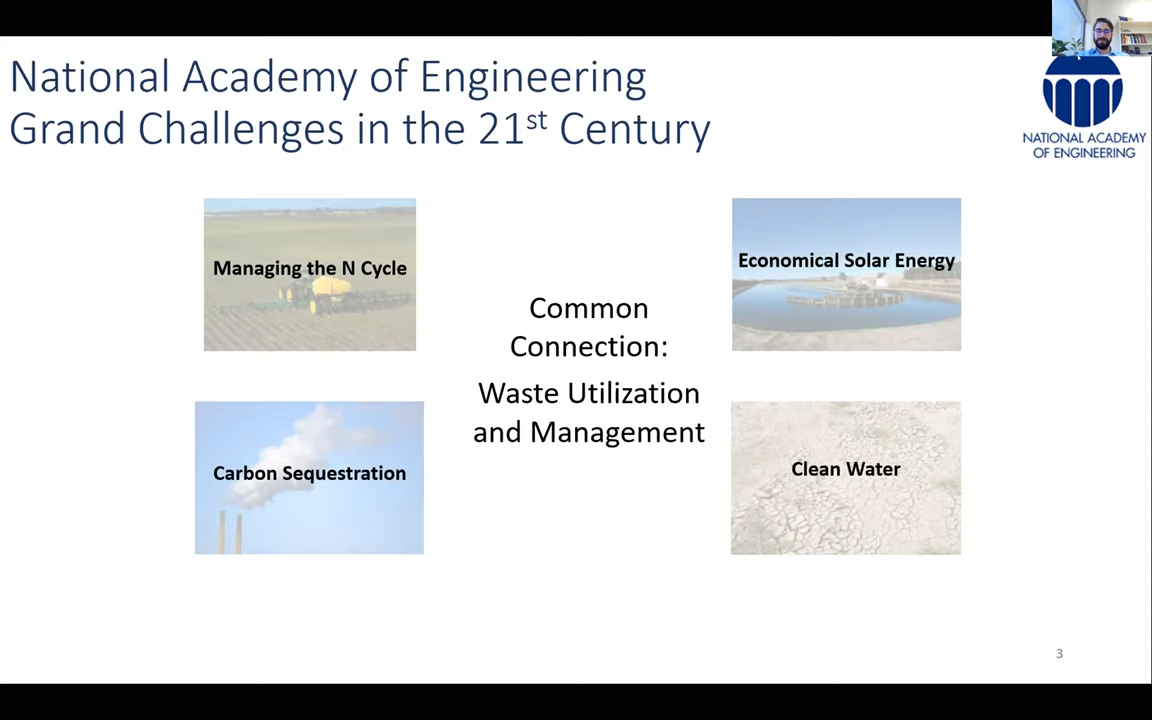 National Academy of Engineering
Grand Challenges in the 21st Century
NATIONAL ACADEMY
OF ENGINEERING
Managing the N Cycle
Economical Solar Energy
Common
Connection:
Waste Utilization
and Management
Carbon Sequestration
Clean Water
3